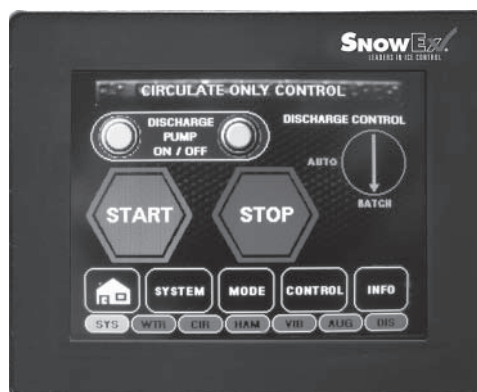 SNOWEX
LEADERS IN ICE CONTROL
CIRCULATE ONLY CONTROL
DISCHARGE
PUMP
ON / OFF
DISCHARGE CONTROL
AUTO
BATCH
START
STOP
SYSTEM
MODE
CONTROL
INFO
SYS
WTR
CIR
HAM
VIB
AUG
DIS